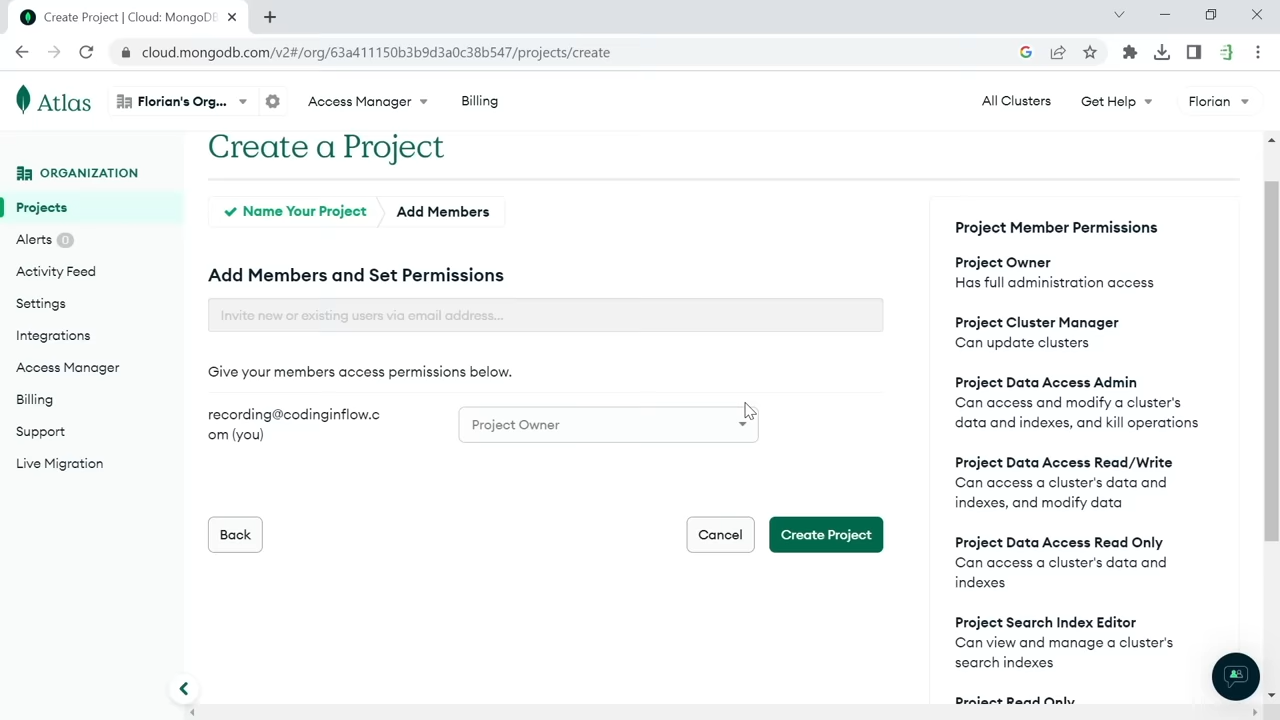 Create Project | Cloud: MongoDB
cloud.mongodb.com/v2#/org/63a411150b3b9d3a0c38b547/projects/create
Atlas
Florian's Org...
Access Manager
Billing
All Clusters
Get Help
Florian
ORGANIZATION
Projects
Alerts 0
Activity Feed
Settings
Integrations
Access Manager
Billing
Support
Live Migration
Create a Project
Name Your Project
Add Members
Add Members and Set Permissions
Invite new or existing users via email address...
Give your members access permissions below.
recording@codinginflow.c
om (you)
Project Owner
Back
Cancel
Create Project
Project Member Permissions
Project Owner
Has full administration access
Project Cluster Manager
Can update clusters
Project Data Access Admin
Can access and modify a cluster's
data and indexes, and kill operations
Project Data Access Read/Write
Can access a cluster's data and
indexes, and modify data
Project Data Access Read Only
Can access a cluster's data and
indexes
Project Search Index Editor
Can view and manage a cluster's
search indexes
Project Read Only